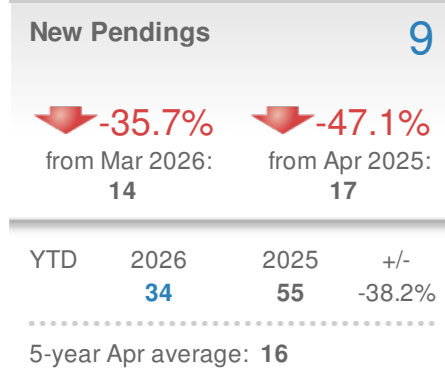 New Pendings 9
-35.7% -47.1%
from Mar 2026: from Apr 2025:
14 17
YTD 2026 2025 +/-
34 55 -38.2%
5-year Apr average: 16